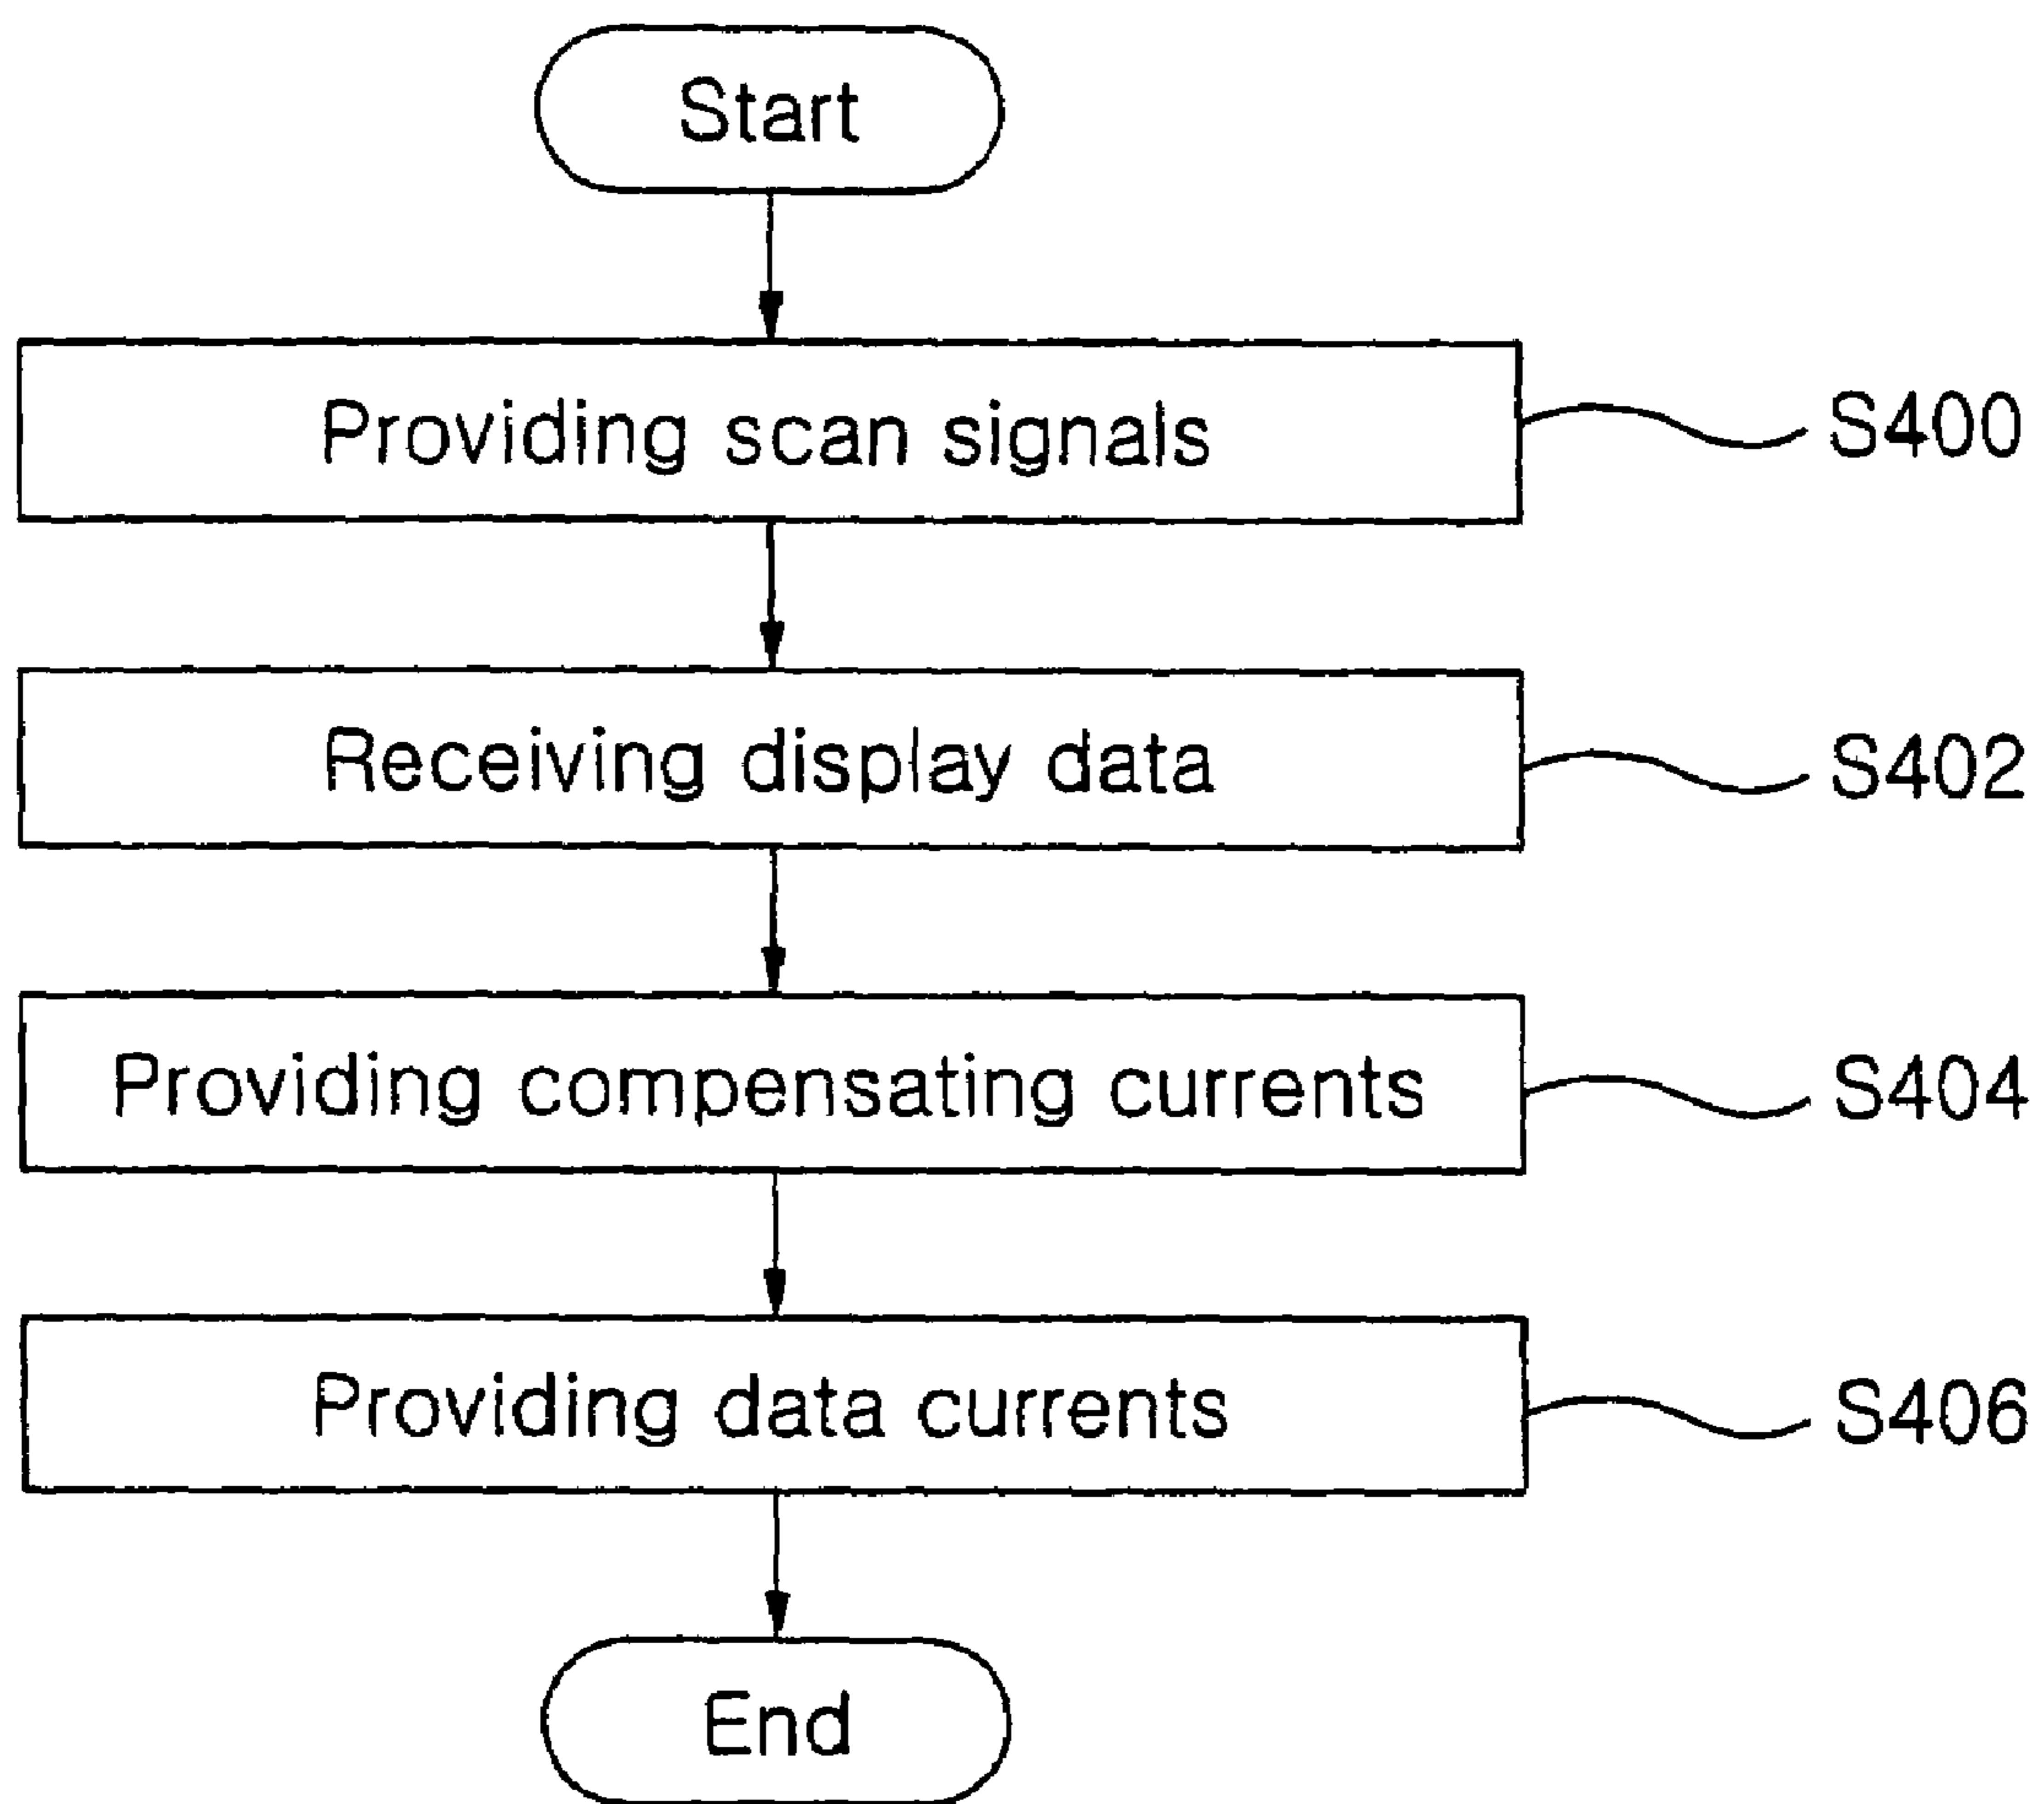 Start
Providing scan signals
S400
Receiving display data
S402
Providing compensating currents
S404
Providing data currents
S406
End